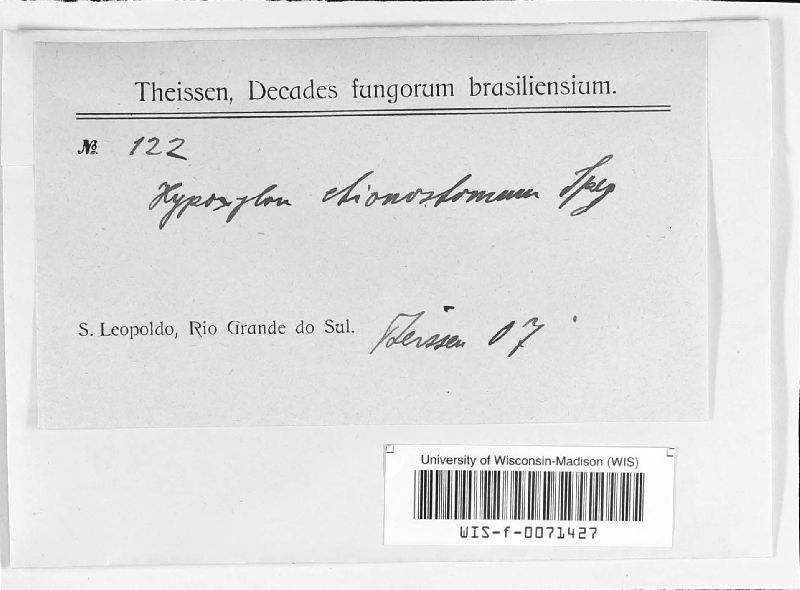 Theissen, Decades fungorum brasiliensium.
№ 122
Hypoxylon chionostomum Speg
S. Leopoldo, Rio Grande do Sul.
Theissen 07
University of Wisconsin-Madison (WIS)
WIS-f-0071427